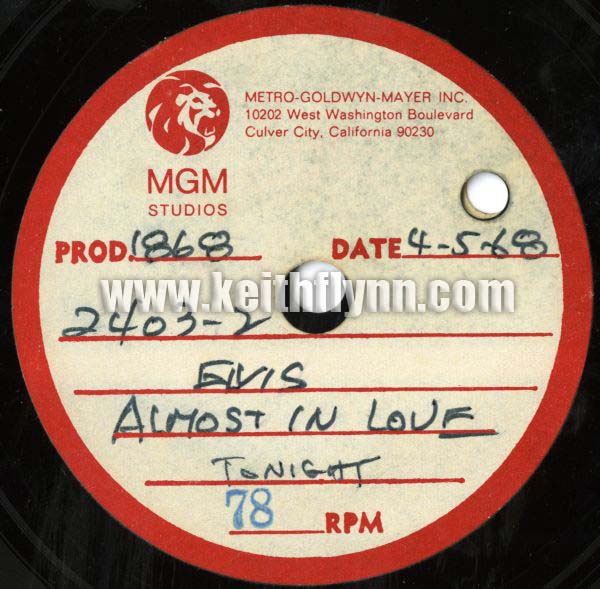 METRO-GOLDWYN-MAYER INC.
10202 West Washington Boulevard
Culver City, California 90230
MGM
STUDIOS
PROD. 1868 DATE 4-5-68
www.keithflynn.com
2403-2
ELVIS
ALMOST IN LOVE
TONIGHT
78 RPM